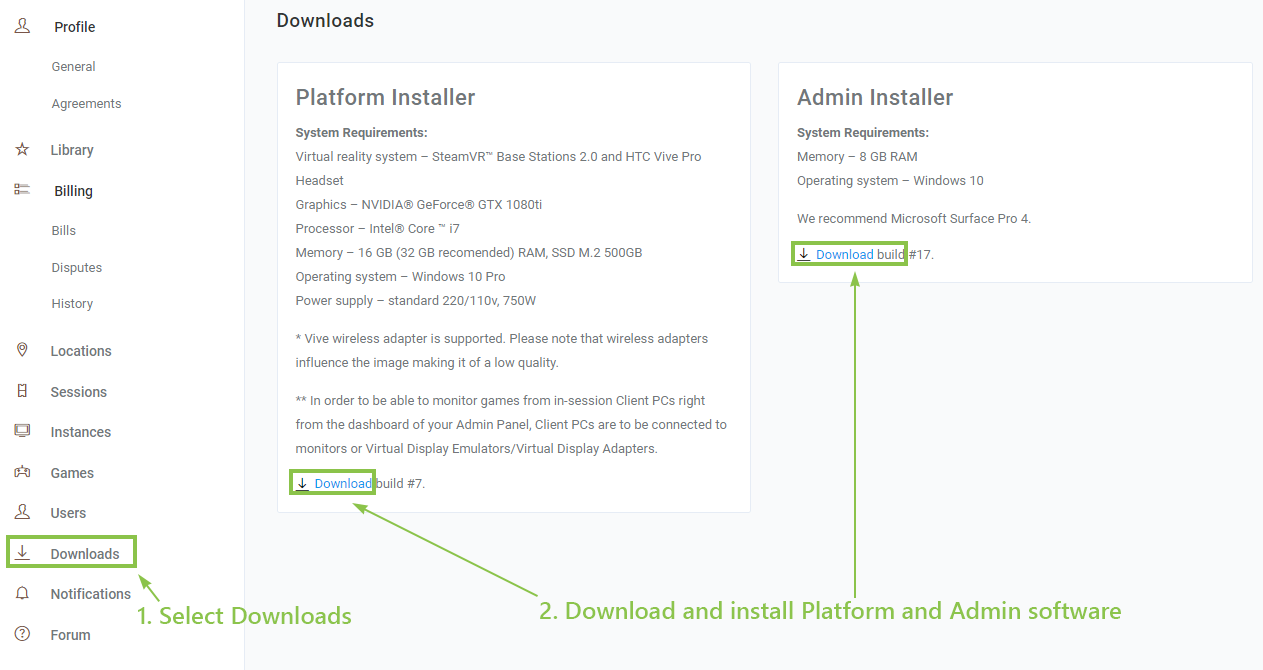 Profile
General
Agreements
Library
Billing
Bills
Disputes
History
Locations
Sessions
Instances
Games
Users
Downloads
Notifications
Forum
1. Select Downloads
Downloads
Platform Installer
System Requirements:
Virtual reality system – SteamVR™ Base Stations 2.0 and HTC Vive Pro
Headset
Graphics – NVIDIA® GeForce® GTX 1080ti
Processor – Intel® Core ™ i7
Memory – 16 GB (32 GB recomended) RAM, SSD M.2 500GB
Operating system – Windows 10 Pro
Power supply – standard 220/110v, 750W
* Vive wireless adapter is supported. Please note that wireless adapters
influence the image making it of a low quality.
** In order to be able to monitor games from in-session Client PCs right
from the dashboard of your Admin Panel, Client PCs are to be connected to
monitors or Virtual Display Emulators/Virtual Display Adapters.
Download build #7.
Admin Installer
System Requirements:
Memory – 8 GB RAM
Operating system – Windows 10
We recommend Microsoft Surface Pro 4.
Download build #17.
2. Download and install Platform and Admin software